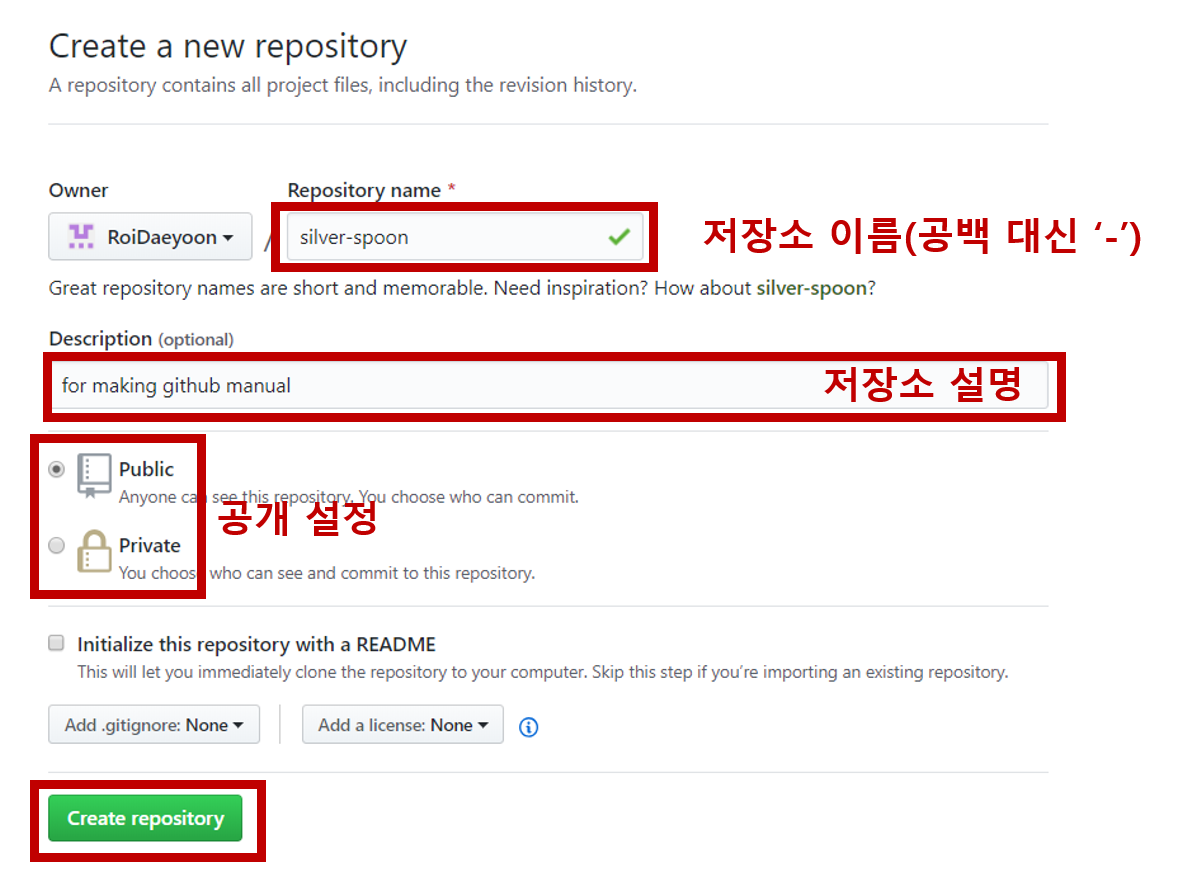 Create a new repository
A repository contains all project files, including the revision history.
Owner
Repository name *
RoiDaeyoon
/
silver-spoon
저장소 이름(공백 대신 ‘-’)
Great repository names are short and memorable. Need inspiration? How about silver-spoon?
Description (optional)
for making github manual
저장소 설명
Public
Anyone can see this repository. You choose who can commit.
공개 설정
Private
You choose who can see and commit to this repository.
Initialize this repository with a README
This will let you immediately clone the repository to your computer. Skip this step if you’re importing an existing repository.
Add .gitignore: None
Add a license: None
Create repository